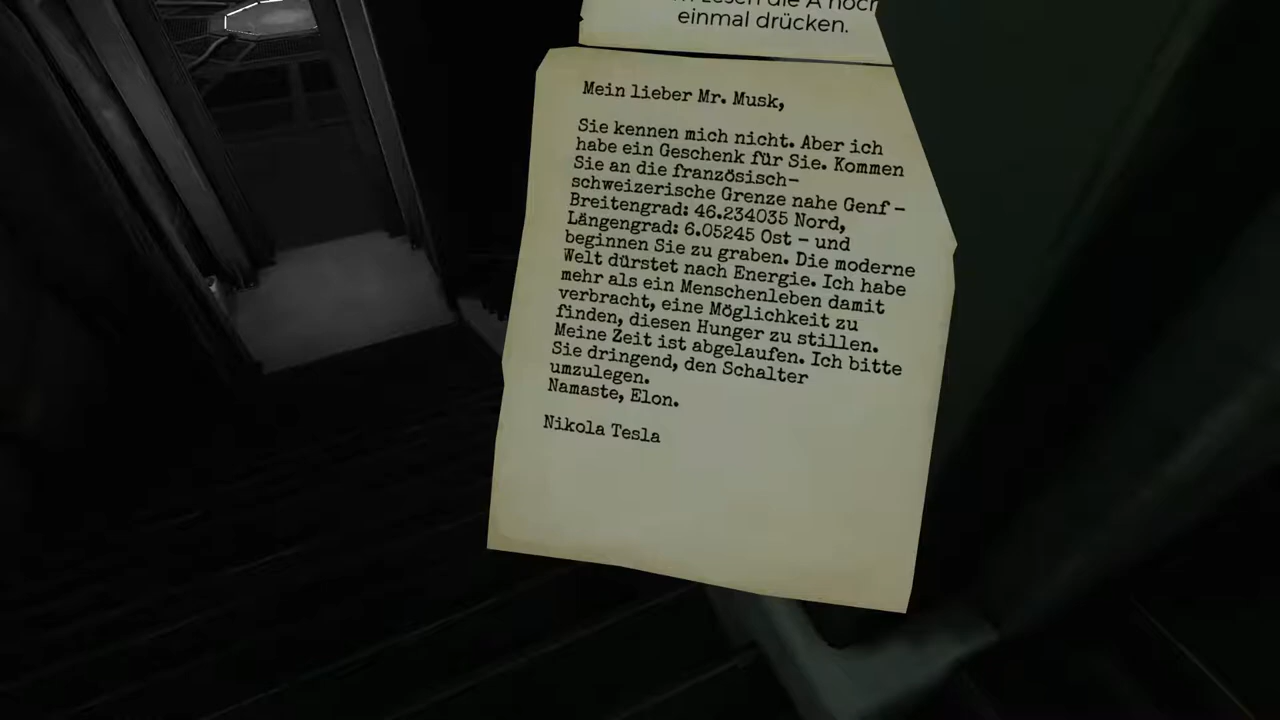 Lesen die A noch
einmal drücken.
Mein lieber Mr. Musk,
Sie kennen mich nicht. Aber ich
habe ein Geschenk für Sie. Kommen
Sie an die französisch-
schweizerische Grenze nahe Genf –
Breitengrad: 46.234035 Nord,
Längengrad: 6.05245 Ost – und
beginnen Sie zu graben. Die moderne
Welt dürstet nach Energie. Ich habe
mehr als ein Menschenleben damit
verbracht, eine Möglichkeit zu
finden, diesen Hunger zu stillen.
Meine Zeit ist abgelaufen. Ich bitte
Sie dringend, den Schalter
umzulegen.
Namaste, Elon.
Nikola Tesla